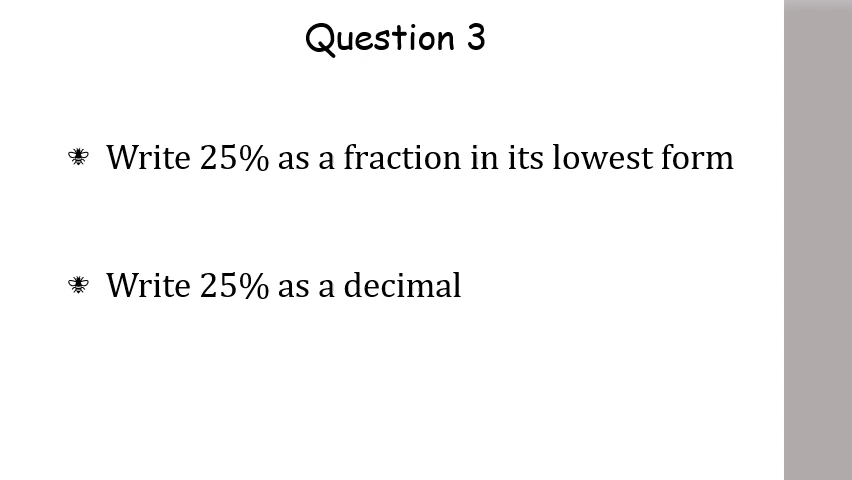 Question 3
Write 25% as a fraction in its lowest form
Write 25% as a decimal